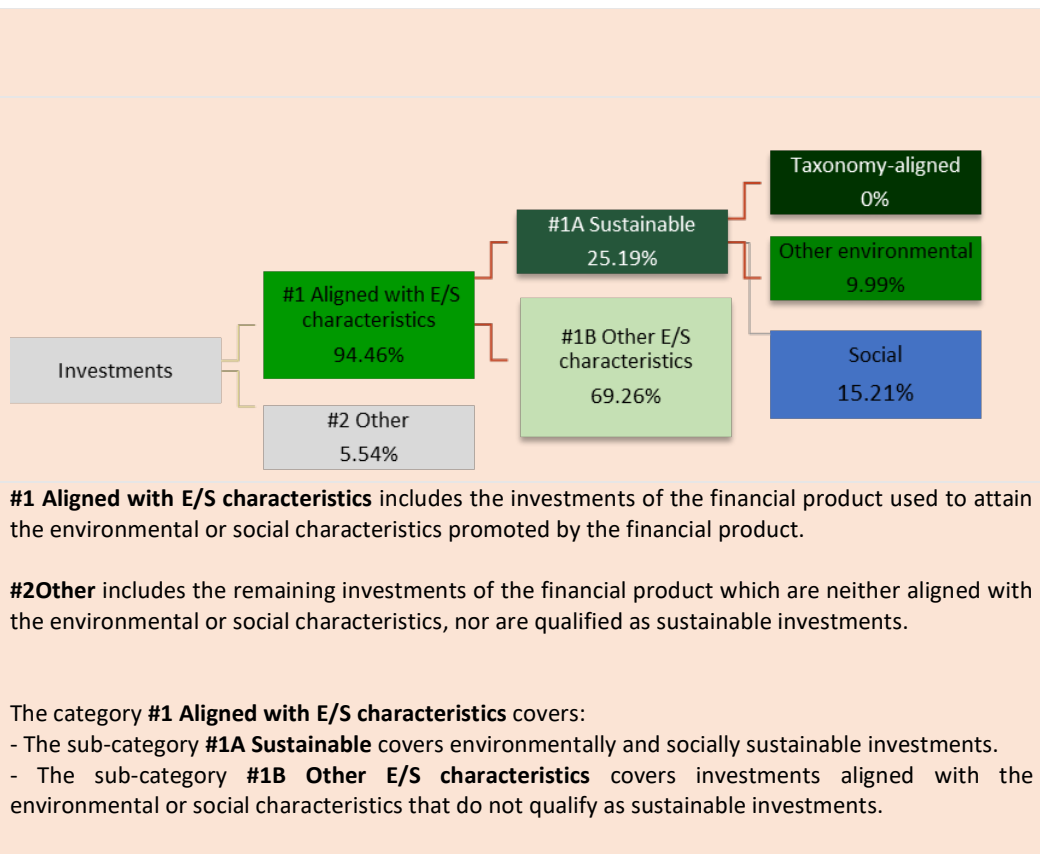 Taxonomy-aligned
0%
#1A Sustainable
25.19%
Other environmental
9.99%
#1 Aligned with E/S
characteristics
94.46%
#1B Other E/S
characteristics
69.26%
Social
15.21%
Investments
#2 Other
5.54%
#1 Aligned with E/S characteristics includes the investments of the financial product used to attain
the environmental or social characteristics promoted by the financial product.
#2Other includes the remaining investments of the financial product which are neither aligned with
the environmental or social characteristics, nor are qualified as sustainable investments.
The category #1 Aligned with E/S characteristics covers:
- The sub-category #1A Sustainable covers environmentally and socially sustainable investments.
- The sub-category #1B Other E/S characteristics covers investments aligned with the
environmental or social characteristics that do not qualify as sustainable investments.